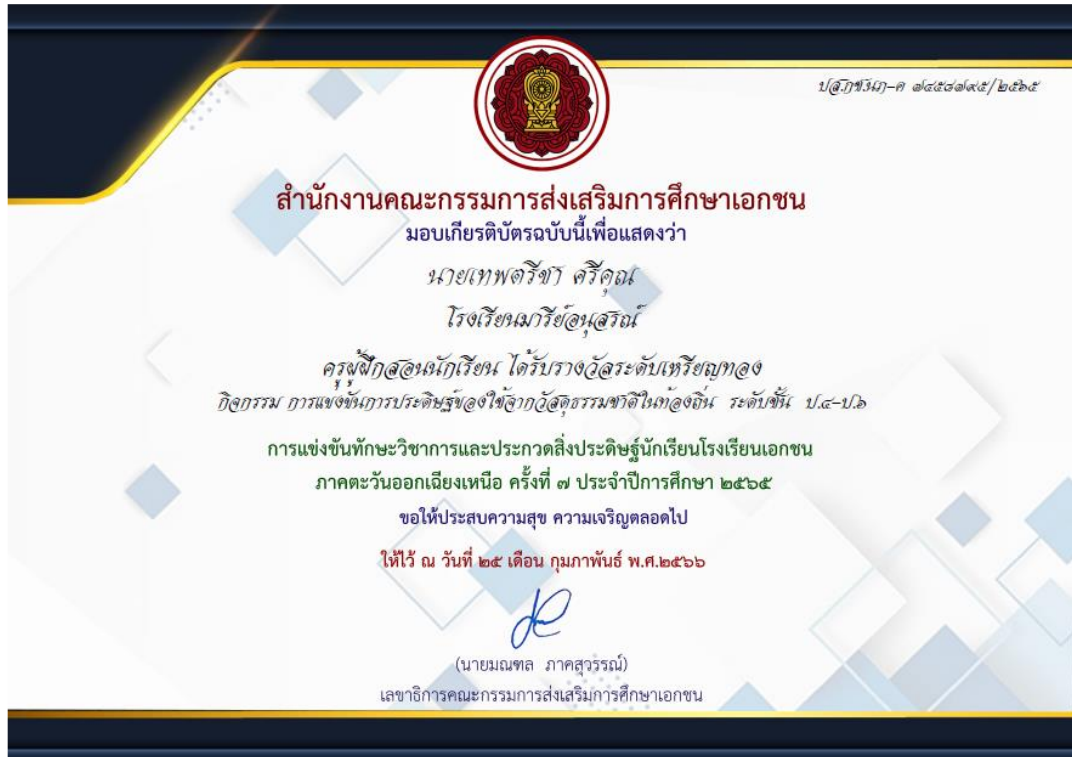 สำนักงานคณะกรรมการส่งเสริมการศึกษาเอกชน
มอบเกียรติบัตรฉบับนี้เพื่อแสดงว่า
นายเทพตรีชา ศรีคุณ
โรงเรียนมารีย์อนุสรณ์
ครูผู้ฝึกสอนนักเรียน ได้รับรางวัลระดับเหรียญทอง
กิจกรรม การแข่งขันการประดิษฐ์ของใช้จากวัสดุธรรมชาติในท้องถิ่น ระดับชั้น ป.๔-ป.๖
การแข่งขันทักษะวิชาการและประกวดสิ่งประดิษฐ์นักเรียนโรงเรียนเอกชน
ภาคตะวันออกเฉียงเหนือ ครั้งที่ ๗ ประจำปีการศึกษา ๒๕๖๕
ขอให้ประสบความสุข ความเจริญตลอดไป
ให้ไว้ ณ วันที่ ๒๕ เดือน กุมภาพันธ์ พ.ศ.๒๕๖๖
(นายมณฑล ภาคสุวรรณ์)
เลขาธิการคณะกรรมการส่งเสริมการศึกษาเอกชน